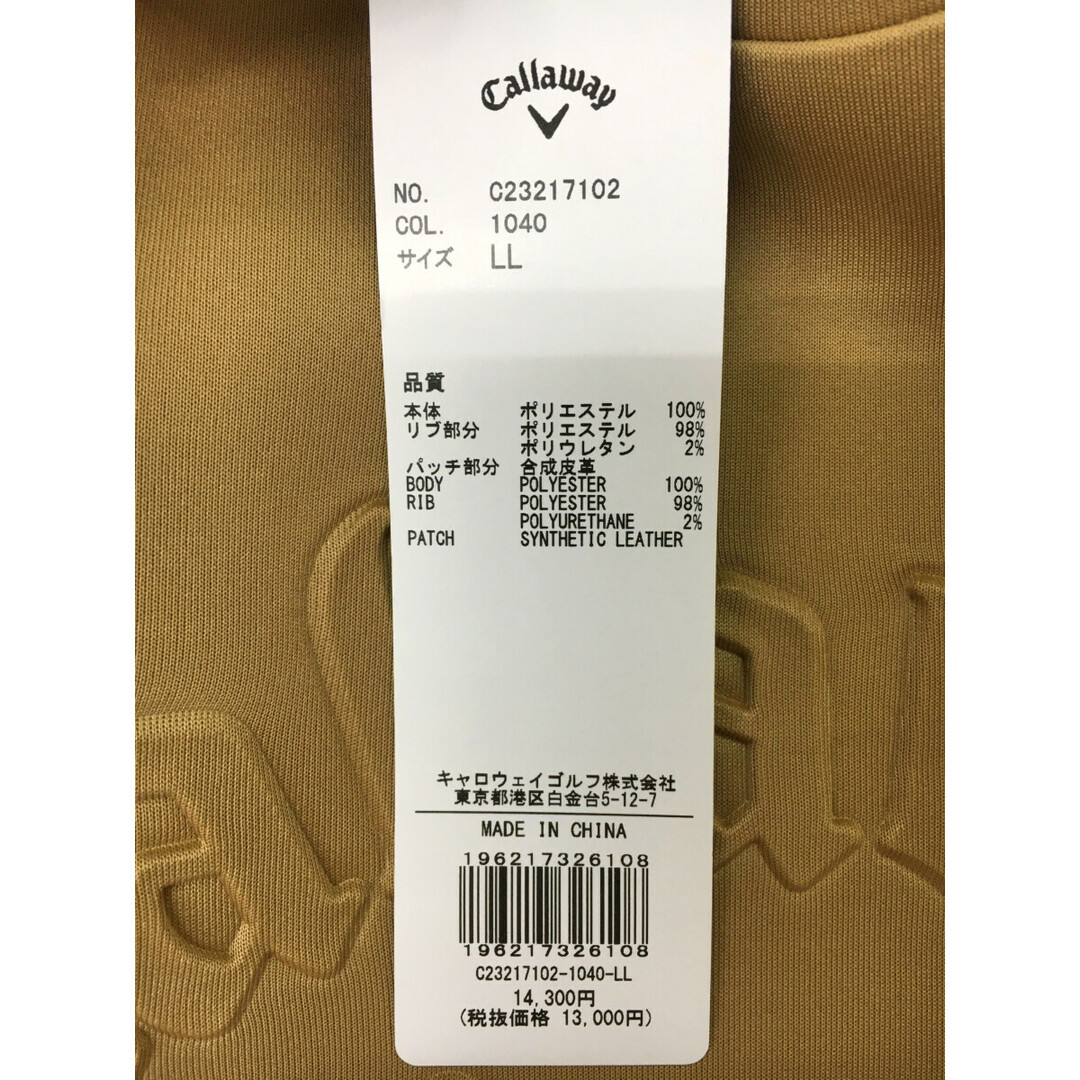 Callaway
NO. C23217102
COL. 1040
サイズ LL
品質
本体 ポリエステル 100%
リブ部分 ポリエステル 98%
ポリウレタン 2%
パッチ部分 合成皮革
BODY POLYESTER 100%
RIB POLYESTER 98%
POLYURETHANE 2%
PATCH SYNTHETIC LEATHER
キャロウェイゴルフ株式会社
東京都港区白金台5-12-7
MADE IN CHINA
196217326108
196217326108
C23217102-1040-LL
14,300円
(税抜価格 13,000円)